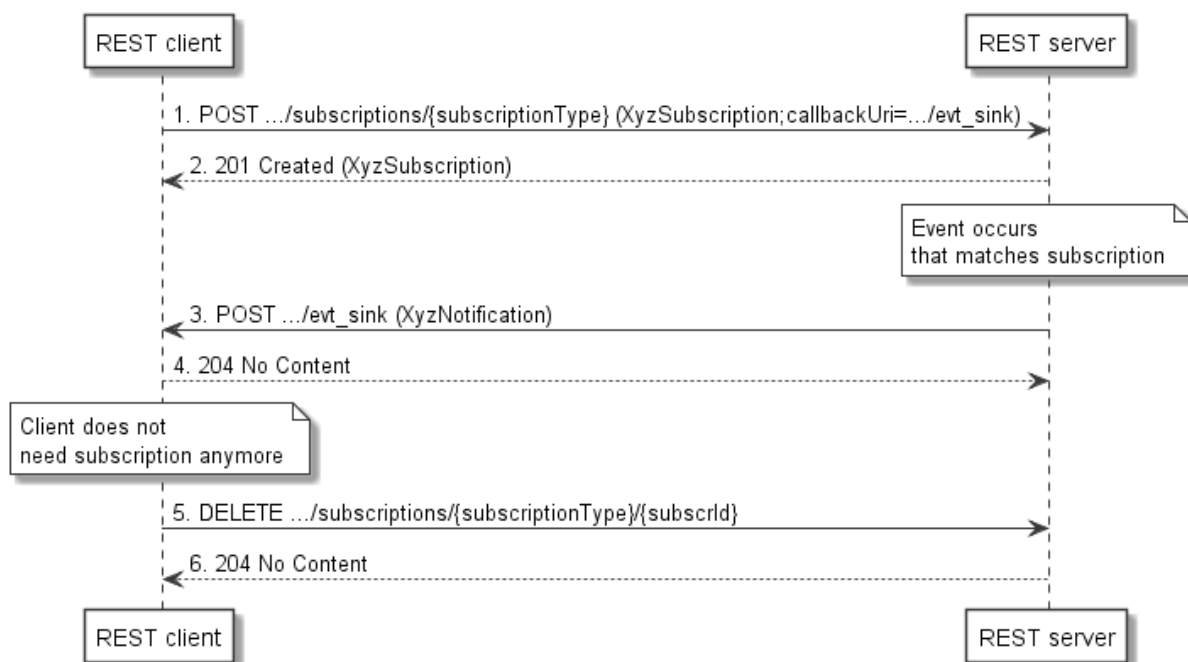 REST client
REST server
1. POST .../subscriptions/{subscriptionType} (XyzSubscription;callbackUri=.../evt_sink)
2. 201 Created (XyzSubscription)
Event occurs
that matches subscription
3. POST .../evt_sink (XyzNotification)
4. 204 No Content
Client does not
need subscription anymore
5. DELETE .../subscriptions/{subscriptionType}/{subscrId}
6. 204 No Content
REST client
REST server